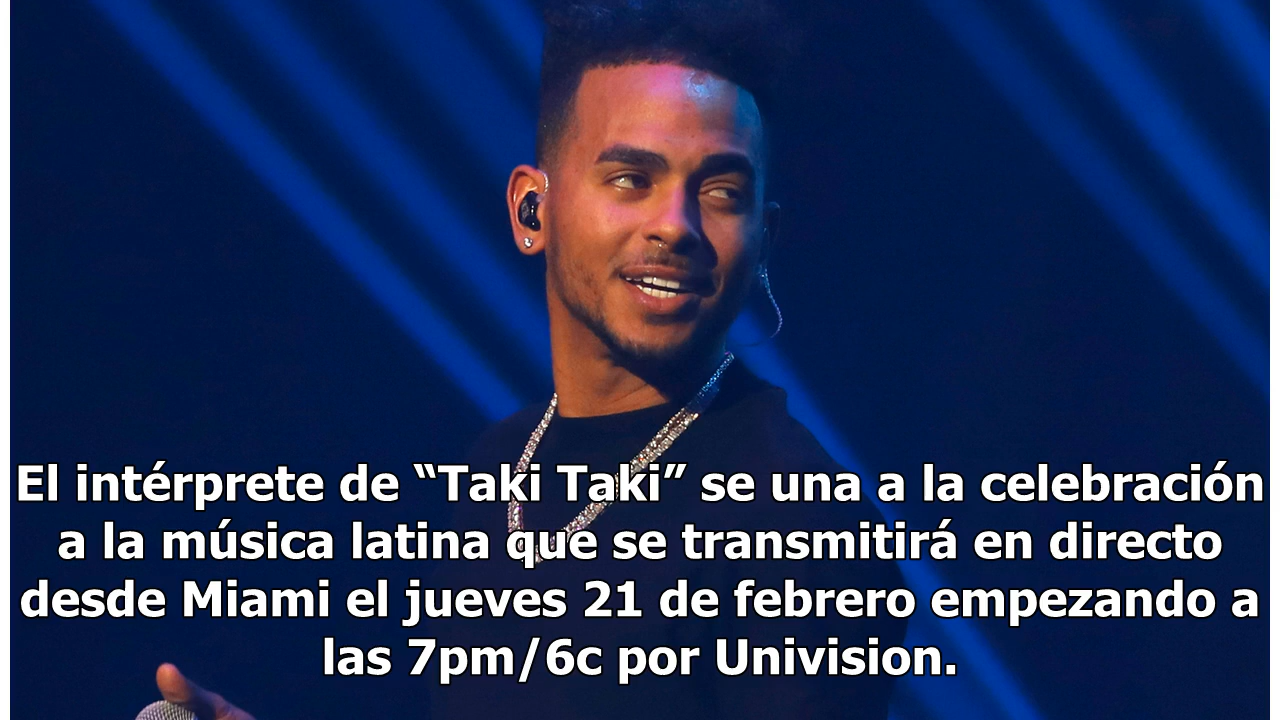 El intérprete de “Taki Taki” se una a la celebración
a la música latina que se transmitirá en directo
desde Miami el jueves 21 de febrero empezando a
las 7pm/6c por Univision.